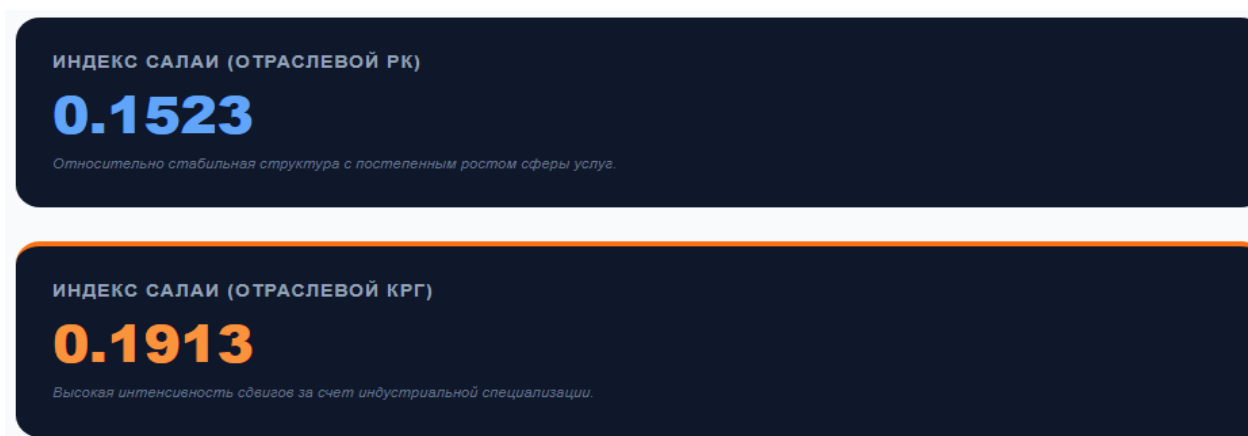 ИНДЕКС САЛАИ (ОТРАСЛЕВОЙ РК)
0.1523
Относительно стабильная структура с постепенным ростом сферы услуг.
ИНДЕКС САЛАИ (ОТРАСЛЕВОЙ КРГ)
0.1913
Высокая интенсивность сдвигов за счет индустриальной специализации.